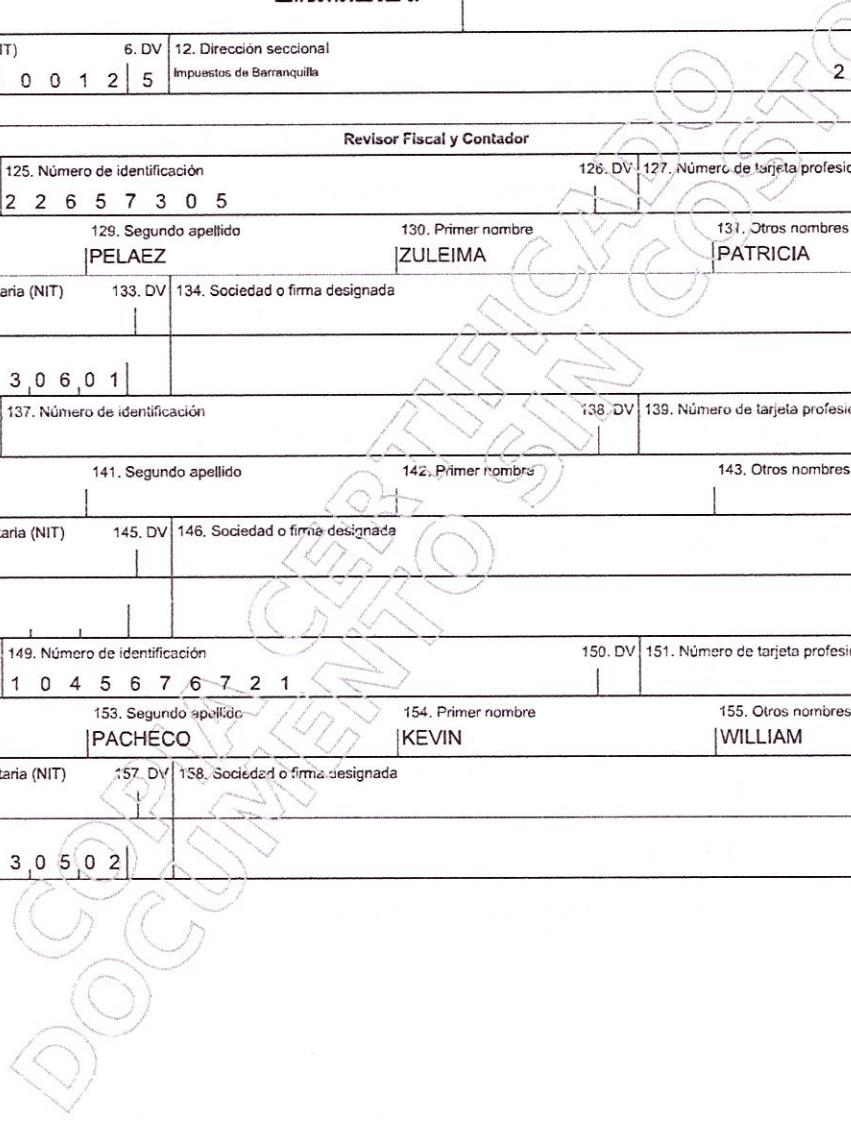 IT) 6. DV 12. Dirección seccional
0 0 1 2 5 Impuestos de Barranquilla 2
Revisor Fiscal y Contador
125. Número de identificación 126. DV 127. Número de tarjeta profesio
2 2 6 5 7 3 0 5
129. Segundo apellido 130. Primer nombre 131. Otros nombres
PELAEZ ZULEIMA PATRICIA
aria (NIT) 133. DV 134. Sociedad o firma designada
3 0 6 0 1
137. Número de identificación 138. DV 139. Número de tarjeta profesi
141. Segundo apellido 142. Primer nombre 143. Otros nombres
taria (NIT) 145. DV 146. Sociedad o firma designada
149. Número de identificación 150. DV 151. Número de tarjeta profesi
1 0 4 5 6 7 6 7 2 1
153. Segundo apellido 154. Primer nombre 155. Otros nombres
PACHECO KEVIN WILLIAM
taria (NIT) 157. DV 158. Sociedad o firma designada
3 0 5 0 2
COPIA CERTIFICADO
DOCUMENTO SIN COSTO